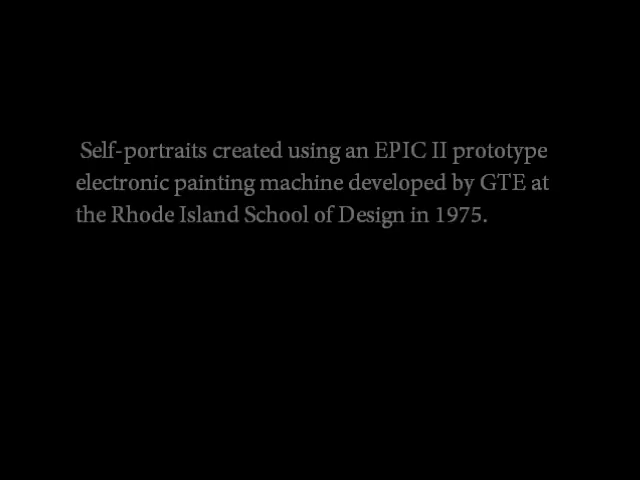 Self-portraits created using an EPIC II prototype
electronic painting machine developed by GTE at
the Rhode Island School of Design in 1975.